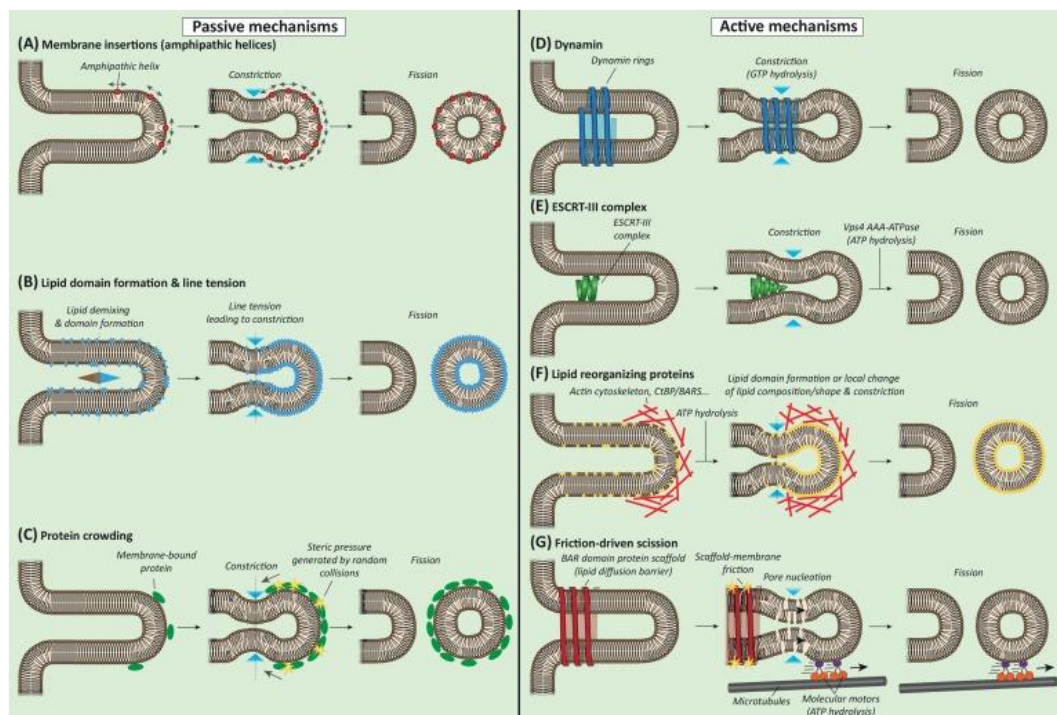 Passive mechanisms
(A) Membrane insertions (amphipathic helices)
Amphipathic helix
Constriction
Fission
(B) Lipid domain formation & line tension
Lipid demixing
& domain formation
Line tension
leading to constriction
Fission
(C) Protein crowding
Membrane-bound
protein
Constriction
Steric pressure
generated by random
collisions
Fission
Active mechanisms
(D) Dynamin
Dynamin rings
Constriction
(GTP hydrolysis)
Fission
(E) ESCRT-III complex
ESCRT-III
complex
Constriction
Vps4 AAA-ATPase
(ATP hydrolysis)
Fission
(F) Lipid reorganizing proteins
Actin cytoskeleton, CtBP/BARS...
ATP hydrolysis
Lipid domain formation or local change
of lipid composition/shape & constriction
Fission
(G) Friction-driven scission
BAR domain protein scaffold
(lipid diffusion barrier)
Scaffold-membrane
friction
Pore nucleation
Fission
Microtubules
Molecular motors
(ATP hydrolysis)